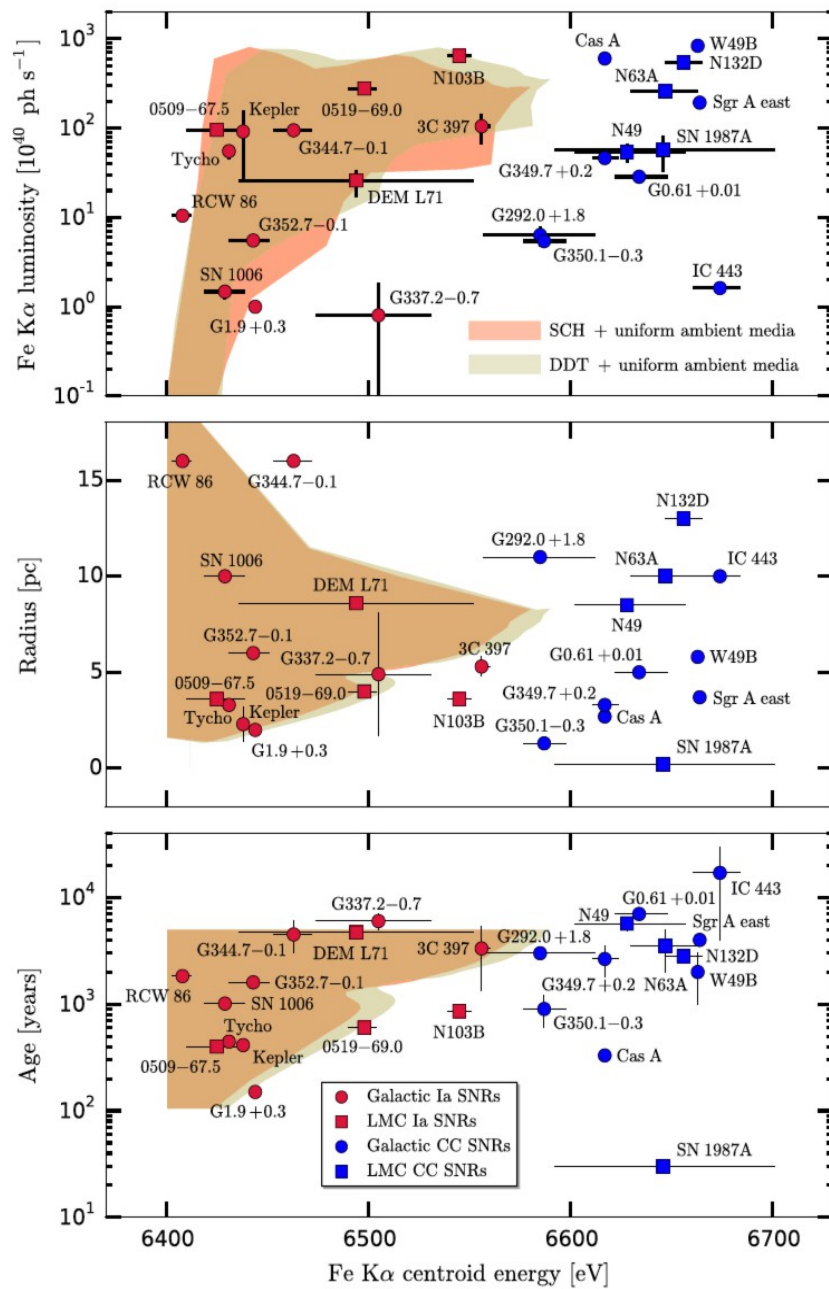 Fe Kα luminosity [10⁴⁰ ph s⁻¹]
10³
10²
10¹
10⁰
10⁻¹
Cas A
W49B
N132D
N103B
N63A
0509−67.5
Kepler
0519−69.0
Sgr A east
3C 397
N49
SN 1987A
Tycho
G344.7−0.1
G349.7+0.2
G0.61+0.01
DEM L71
RCW 86
G352.7−0.1
G292.0+1.8
G350.1−0.3
SN 1006
IC 443
G1.9+0.3
G337.2−0.7
SCH + uniform ambient media
DDT + uniform ambient media
Radius [pc]
15
10
5
0
RCW 86
G344.7−0.1
N132D
G292.0+1.8
SN 1006
N63A
IC 443
DEM L71
N49
G352.7−0.1
3C 397
G337.2−0.7
G0.61+0.01
W49B
0509−67.5
0519−69.0
G349.7+0.2
Sgr A east
Tycho
Kepler
N103B
Cas A
G350.1−0.3
G1.9+0.3
SN 1987A
Age [years]
10⁴
10³
10²
10¹
G337.2−0.7
G0.61+0.01
IC 443
N49
Sgr A east
G344.7−0.1
DEM L71
3C 397
G292.0+1.8
N132D
RCW 86
G352.7−0.1
G349.7+0.2
N63A
W49B
SN 1006
Tycho
N103B
G350.1−0.3
0509−67.5
Kepler
0519−69.0
Cas A
G1.9+0.3
Galactic Ia SNRs
LMC Ia SNRs
Galactic CC SNRs
LMC CC SNRs
SN 1987A
6400
6500
6600
6700
Fe Kα centroid energy [eV]